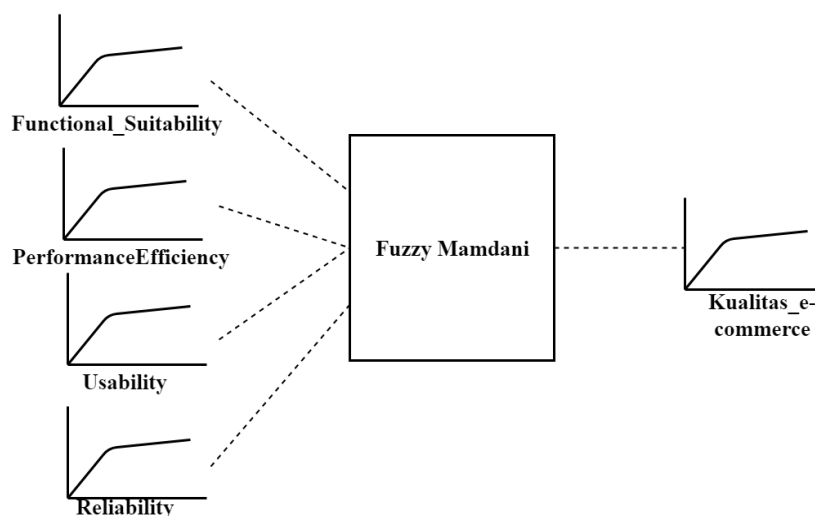 Functional_Suitability
PerformanceEfficiency
Usability
Reliability
Fuzzy Mamdani
Kualitas_e-
commerce